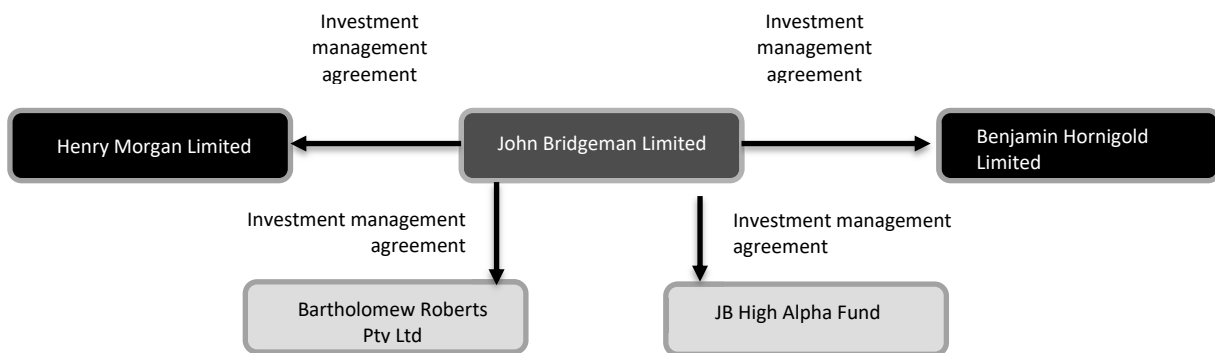 Investment
management
agreement
Investment
management
agreement
Henry Morgan Limited
John Bridgeman Limited
Benjamin Hornigold
Limited
Investment management
agreement
Investment management
agreement
Bartholomew Roberts
Pty Ltd
JB High Alpha Fund